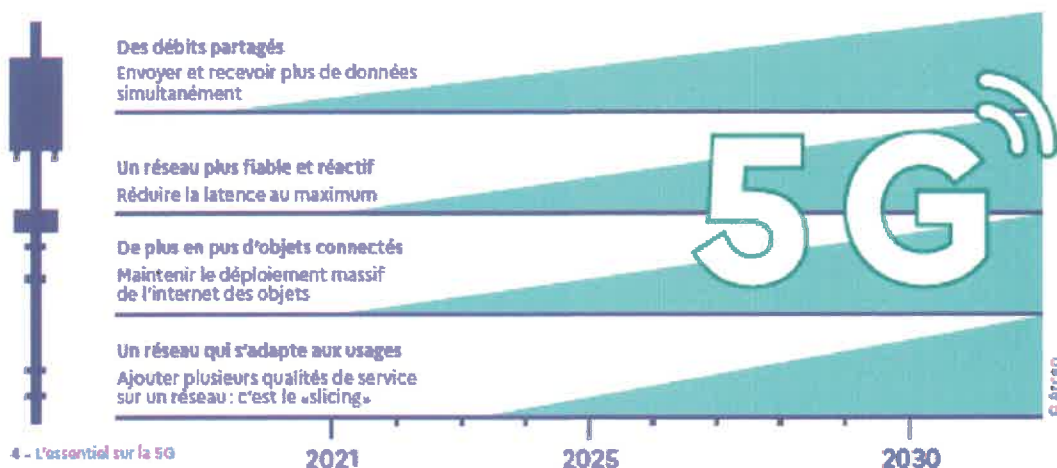 Des débits partagés
Envoyer et recevoir plus de données
simultanément
Un réseau plus fiable et réactif
Réduire la latence au maximum
De plus en pus d'objets connectés
Maintenir le déploiement massif
de l'internet des objets
Un réseau qui s'adapte aux usages
Ajouter plusieurs qualités de service
sur un réseau : c'est le «slicing»
5G
© Arcep
4 - L'essentiel sur la 5G
2021 2025 2030